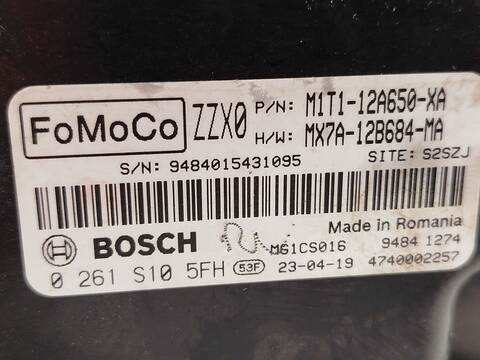 FoMoCo ZZX0 P/N: M1T1-12A650-XA
H/W: MX7A-12B684-MA
S/N: 9484015431095 SITE: S2SZJ
Made in Romania
BOSCH M61CS016 9484 1274
0 261 S10 5FH 53F 23-04-19 4740002257